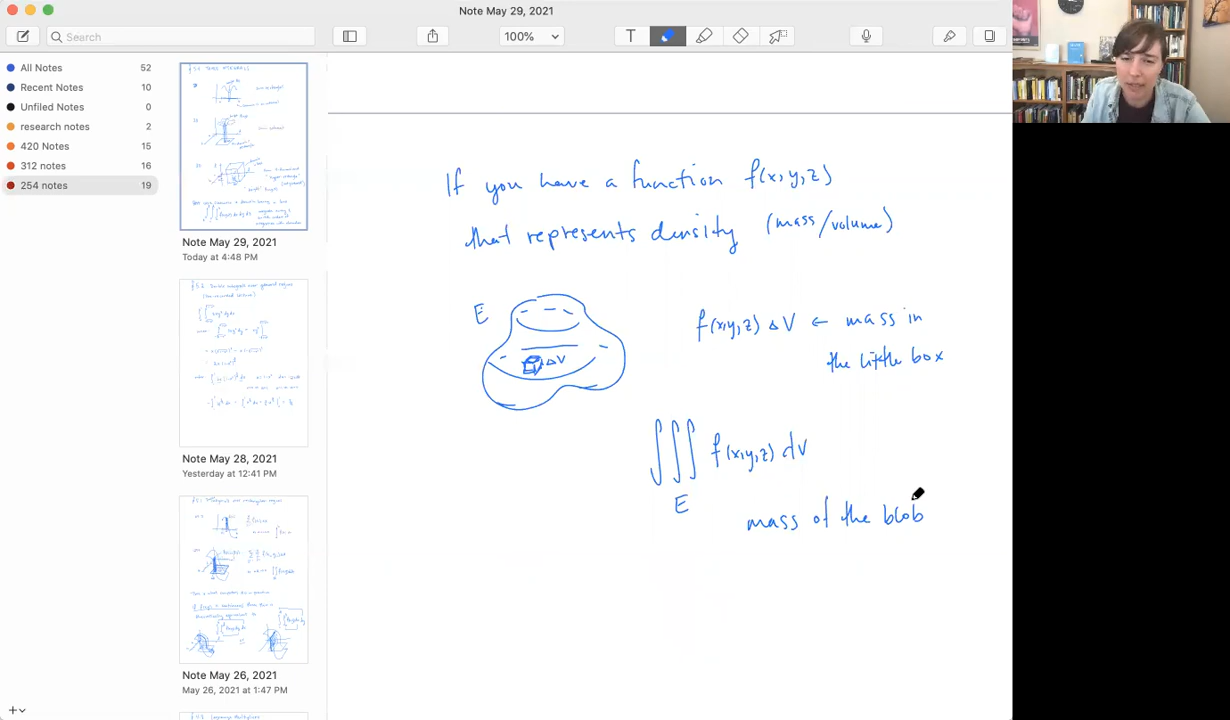 Note May 29, 2021
Search
100%
T
All Notes 52
Recent Notes 10
Unfiled Notes 0
research notes 2
420 Notes 15
312 notes 16
254 notes 19
Note May 29, 2021
Today at 4:48 PM
Note May 28, 2021
Yesterday at 12:41 PM
Note May 26, 2021
May 26, 2021 at 1:47 PM
If you have a function f(x,y,z)
that represents density (mass/volume)
E
ΔV
f(x,y,z) ΔV ← mass in
the little box
∭ f(x,y,z) dV
E
mass of the blob